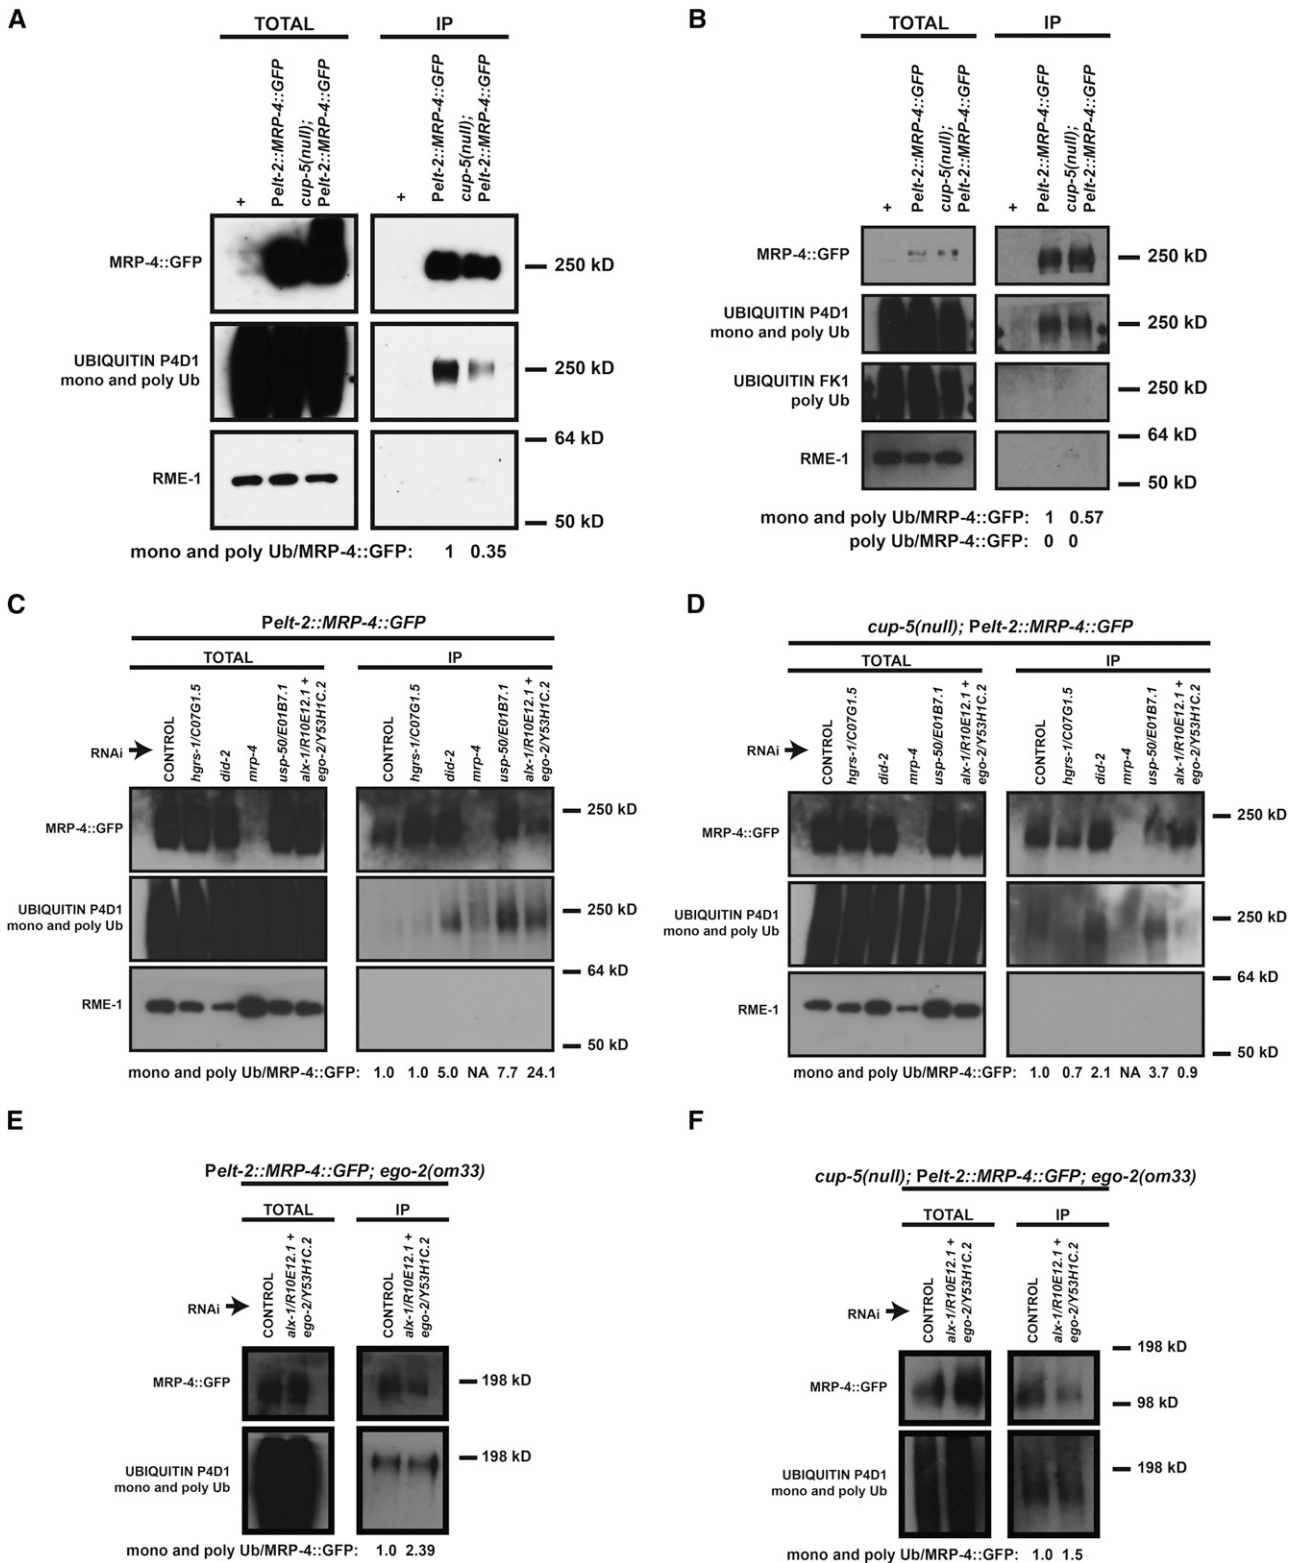 A
TOTAL
IP
+
Pelt-2::MRP-4::GFP
cup-5(null);
Pelt-2::MRP-4::GFP
+
Pelt-2::MRP-4::GFP
cup-5(null);
Pelt-2::MRP-4::GFP
MRP-4::GFP
250 kD
UBIQUITIN P4D1
mono and poly Ub
250 kD
64 kD
RME-1
50 kD
mono and poly Ub/MRP-4::GFP: 1 0.35
B
TOTAL
IP
+
Pelt-2::MRP-4::GFP
cup-5(null);
Pelt-2::MRP-4::GFP
+
Pelt-2::MRP-4::GFP
cup-5(null);
Pelt-2::MRP-4::GFP
MRP-4::GFP
250 kD
UBIQUITIN P4D1
mono and poly Ub
250 kD
UBIQUITIN FK1
poly Ub
250 kD
64 kD
RME-1
50 kD
mono and poly Ub/MRP-4::GFP: 1 0.57
poly Ub/MRP-4::GFP: 0 0
C
Pelt-2::MRP-4::GFP
TOTAL
IP
RNAi
CONTROL
hgrs-1/C07G1.5
did-2
mrp-4
usp-50/E01B7.1
alx-1/R10E12.1 +
ego-2/Y53H1C.2
CONTROL
hgrs-1/C07G1.5
did-2
mrp-4
usp-50/E01B7.1
alx-1/R10E12.1 +
ego-2/Y53H1C.2
MRP-4::GFP
250 kD
UBIQUITIN P4D1
mono and poly Ub
250 kD
64 kD
RME-1
50 kD
mono and poly Ub/MRP-4::GFP: 1.0 1.0 5.0 NA 7.7 24.1
D
cup-5(null); Pelt-2::MRP-4::GFP
TOTAL
IP
RNAi
CONTROL
hgrs-1/C07G1.5
did-2
mrp-4
usp-50/E01B7.1
alx-1/R10E12.1 +
ego-2/Y53H1C.2
CONTROL
hgrs-1/C07G1.5
did-2
mrp-4
usp-50/E01B7.1
alx-1/R10E12.1 +
ego-2/Y53H1C.2
MRP-4::GFP
250 kD
UBIQUITIN P4D1
mono and poly Ub
250 kD
64 kD
RME-1
50 kD
mono and poly Ub/MRP-4::GFP: 1.0 0.7 2.1 NA 3.7 0.9
E
Pelt-2::MRP-4::GFP; ego-2(om33)
TOTAL
IP
RNAi
CONTROL
alx-1/R10E12.1 +
ego-2/Y53H1C.2
CONTROL
alx-1/R10E12.1 +
ego-2/Y53H1C.2
MRP-4::GFP
198 kD
198 kD
UBIQUITIN P4D1
mono and poly Ub
mono and poly Ub/MRP-4::GFP: 1.0 2.39
F
cup-5(null); Pelt-2::MRP-4::GFP; ego-2(om33)
TOTAL
IP
RNAi
CONTROL
alx-1/R10E12.1 +
ego-2/Y53H1C.2
CONTROL
alx-1/R10E12.1 +
ego-2/Y53H1C.2
198 kD
MRP-4::GFP
98 kD
198 kD
UBIQUITIN P4D1
mono and poly Ub
mono and poly Ub/MRP-4::GFP: 1.0 1.5